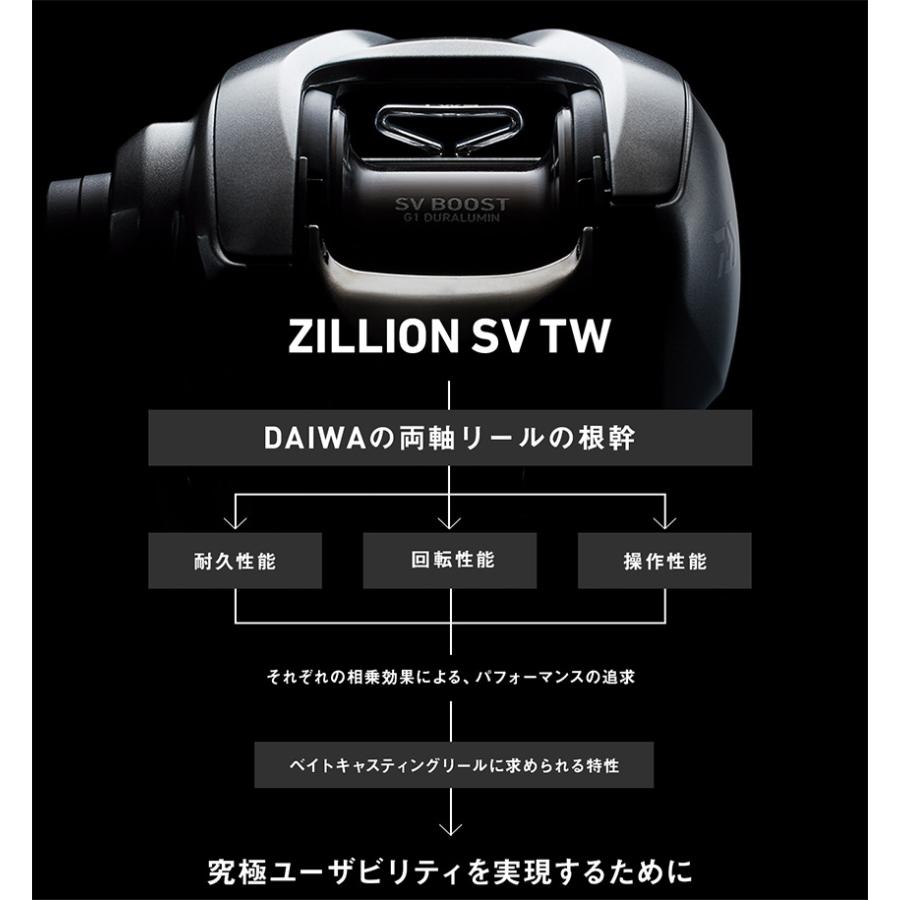 SV BOOST
G1 DURALUMIN
ZILLION SV TW
DAIWAの両軸リールの根幹
耐久性能
回転性能
操作性能
それぞれの相乗効果による、パフォーマンスの追求
ベイトキャスティングリールに求められる特性
究極ユーザビリティを実現するために